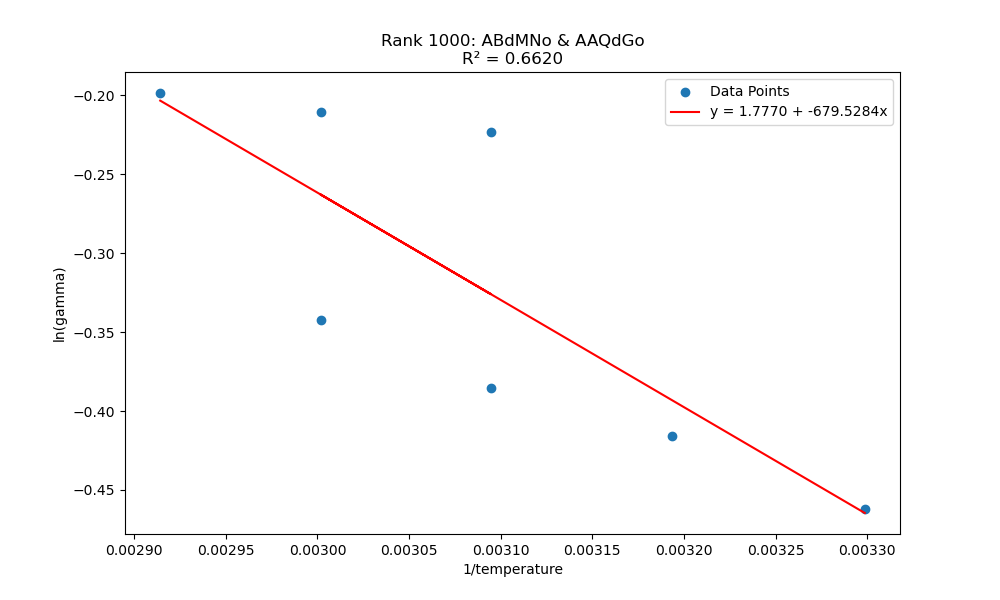 Rank 1000: ABdMNo & AAQdGo
R² = 0.6620
Data Points
y = 1.7770 + -679.5284x
−0.20
−0.25
−0.30
−0.35
−0.40
−0.45
ln(gamma)
0.00290 0.00295 0.00300 0.00305 0.00310 0.00315 0.00320 0.00325 0.00330
1/temperature